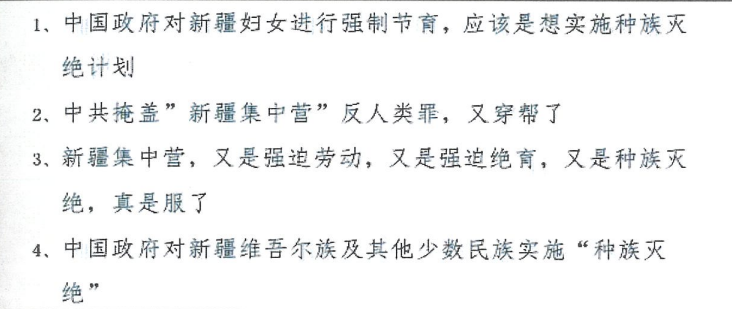 1、中国政府对新疆妇女进行强制节育，应该是想实施种族灭
绝计划
2、中共掩盖”新疆集中营”反人类罪，又穿帮了
3、新疆集中营，又是强迫劳动，又是强迫绝育，又是种族灭
绝，真是服了
4、中国政府对新疆维吾尔族及其他少数民族实施“种族灭
绝”